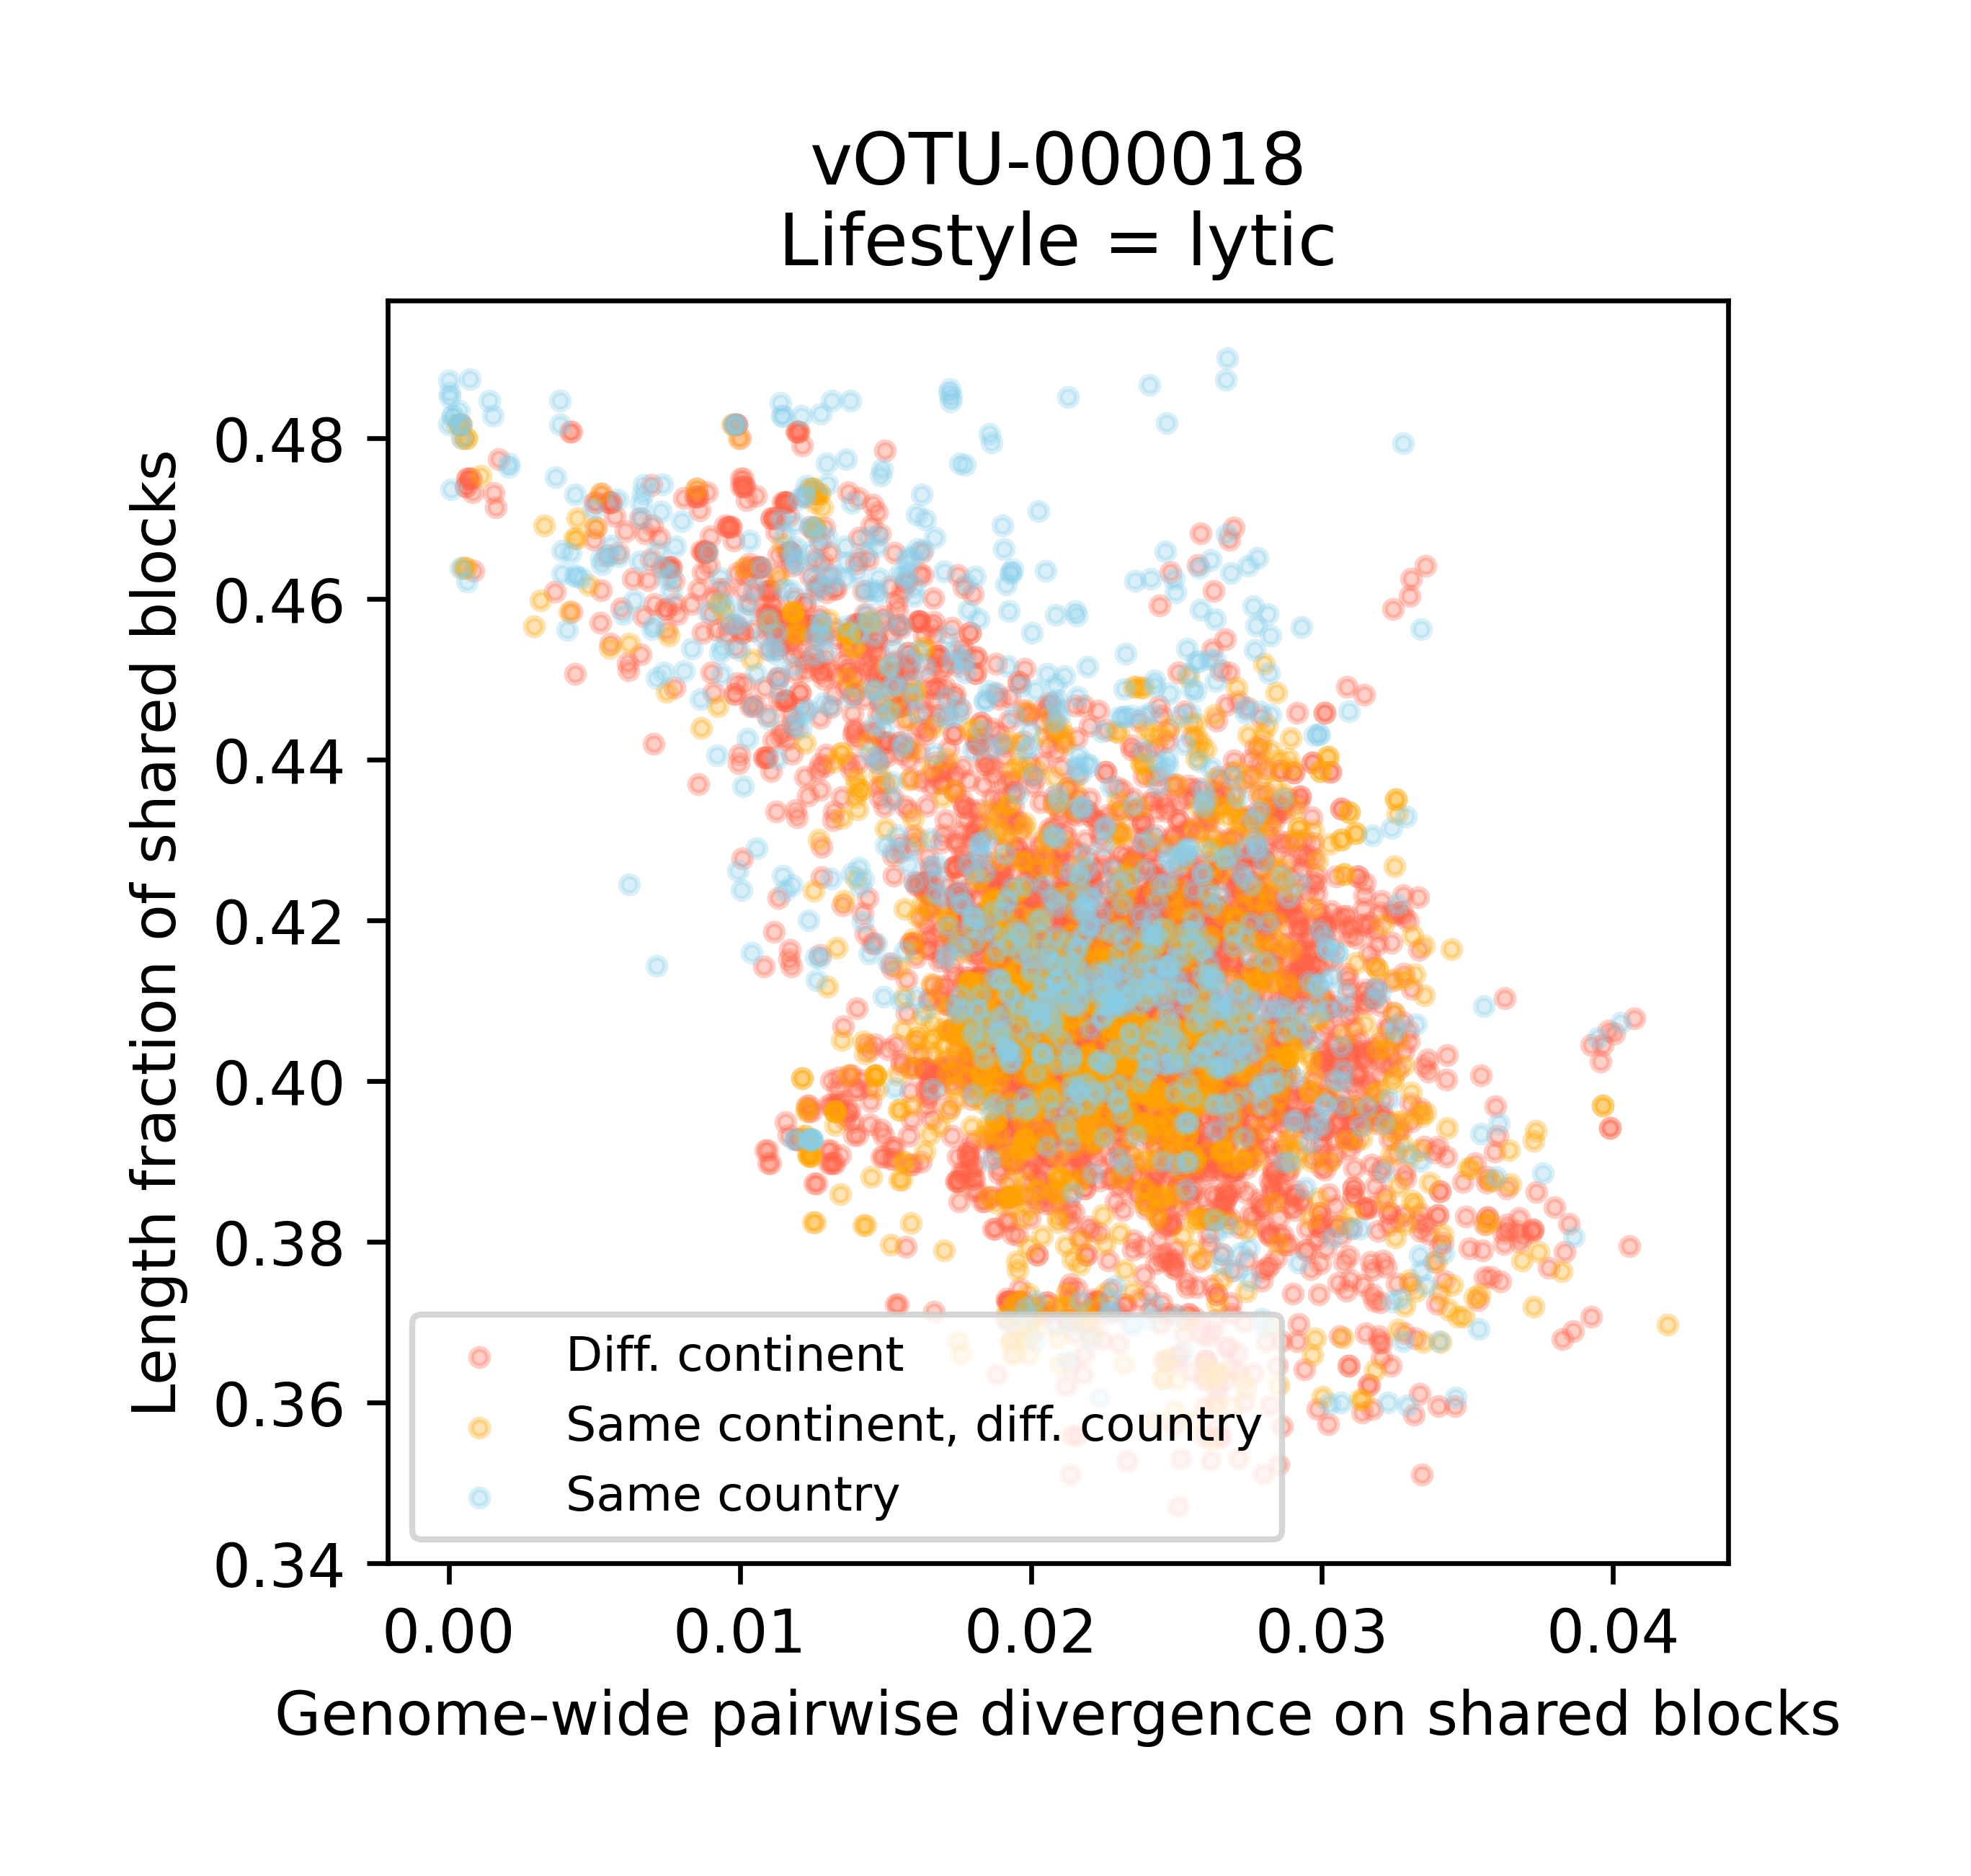 vOTU-000018
Lifestyle = lytic
Length fraction of shared blocks
0.48
0.46
0.44
0.42
0.40
0.38
0.36
0.34
Diff. continent
Same continent, diff. country
Same country
0.00 0.01 0.02 0.03 0.04
Genome-wide pairwise divergence on shared blocks